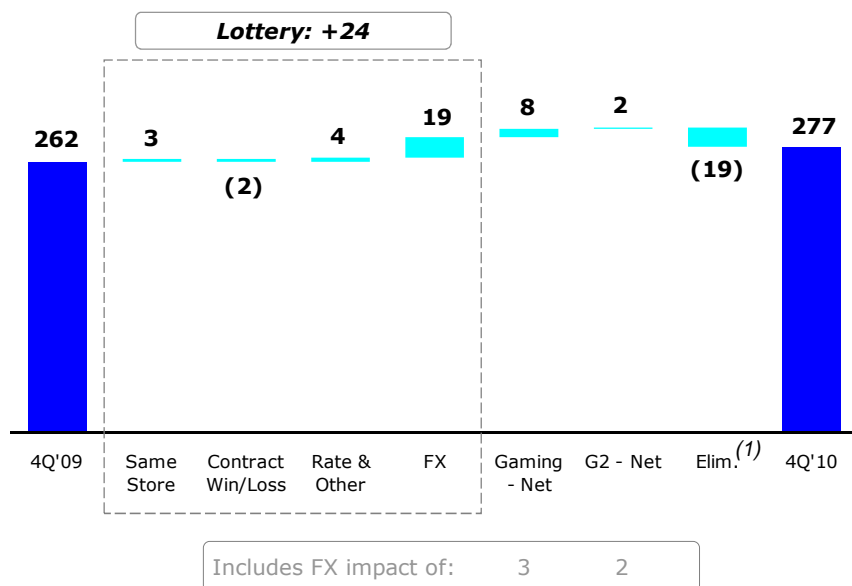 Lottery: +24
262
3
(2)
4
19
8
2
(19)
277
4Q'09
Same
Store
Contract
Win/Loss
Rate &
Other
FX
Gaming
- Net
G2 - Net
Elim.(1)
4Q'10
Includes FX impact of: 3 2